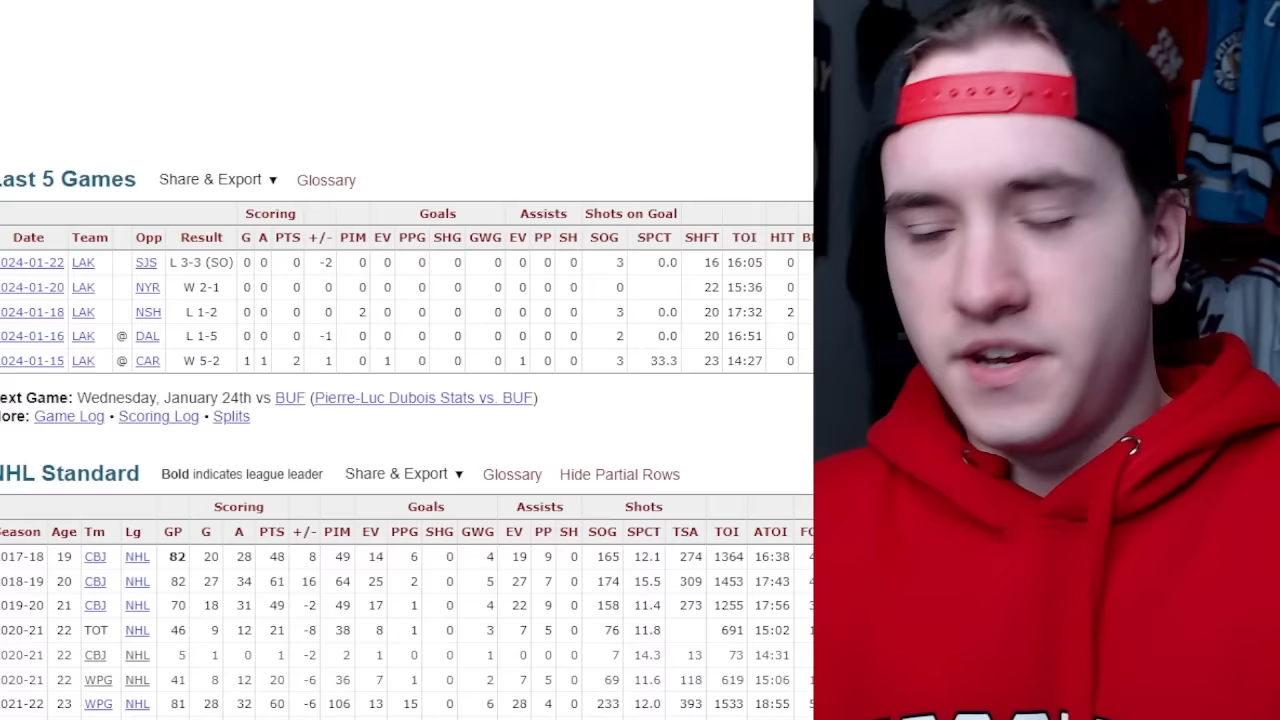 ast 5 Games Share & Export ▼ Glossary
Scoring Goals Assists Shots on Goal
Date Team Opp Result G A PTS +/- PIM EV PPG SHG GWG EV PP SH SOG SPCT SHFT TOI HIT
024-01-22 LAK SJS L 3-3 (SO) 0 0 0 -2 0 0 0 0 0 0 0 0 3 0.0 16 16:05 0
024-01-20 LAK NYR W 2-1 0 0 0 0 0 0 0 0 0 0 0 0 0 22 15:36 0
024-01-18 LAK NSH L 1-2 0 0 0 0 2 0 0 0 0 0 0 0 3 0.0 20 17:32 2
024-01-16 LAK @ DAL L 1-5 0 0 0 -1 0 0 0 0 0 0 0 0 2 0.0 20 16:51 0
024-01-15 LAK @ CAR W 5-2 1 1 2 1 0 1 0 0 0 1 0 0 3 33.3 23 14:27 0
ext Game: Wednesday, January 24th vs BUF (Pierre-Luc Dubois Stats vs. BUF)
ore: Game Log • Scoring Log • Splits
NHL Standard Bold indicates league leader Share & Export ▼ Glossary Hide Partial Rows
Scoring Goals Assists Shots
Season Age Tm Lg GP G A PTS +/- PIM EV PPG SHG GWG EV PP SH SOG SPCT TSA TOI ATOI
017-18 19 CBJ NHL 82 20 28 48 8 49 14 6 0 4 19 9 0 165 12.1 274 1364 16:38
018-19 20 CBJ NHL 82 27 34 61 16 64 25 2 0 5 27 7 0 174 15.5 309 1453 17:43
019-20 21 CBJ NHL 70 18 31 49 -2 49 17 1 0 4 22 9 0 158 11.4 273 1255 17:56
020-21 22 TOT NHL 46 9 12 21 -8 38 8 1 0 3 7 5 0 76 11.8 691 15:02
020-21 22 CBJ NHL 5 1 0 1 -2 2 1 0 0 1 0 0 0 7 14.3 13 73 14:31
020-21 22 WPG NHL 41 8 12 20 -6 36 7 1 0 2 7 5 0 69 11.6 118 619 15:06
021-22 23 WPG NHL 81 28 32 60 -6 106 13 15 0 6 28 4 0 233 12.0 393 1533 18:55